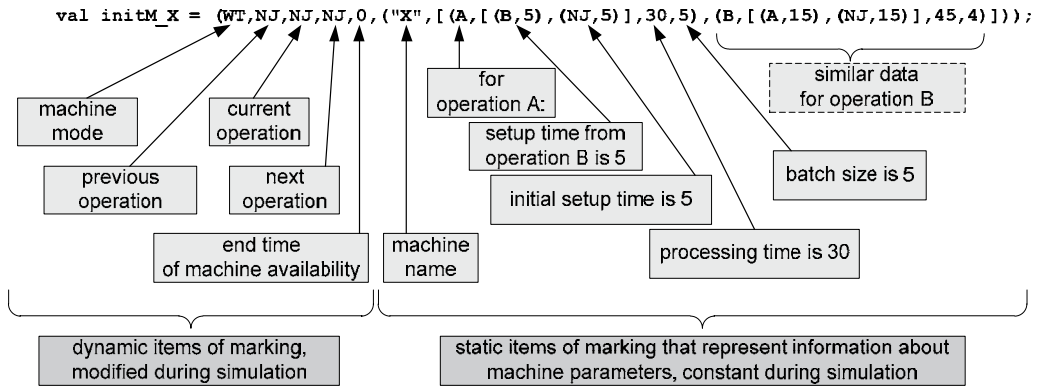 val initM_X = (WT,NJ,NJ,NJ,0,("X",[(A,[(B,5),(NJ,5)],30,5),(B,[(A,15),(NJ,15)],45,4)]));
machine
mode
previous
operation
current
operation
next
operation
end time
of machine availability
machine
name
for
operation A:
setup time from
operation B is 5
initial setup time is 5
processing time is 30
batch size is 5
similar data
for operation B
dynamic items of marking,
modified during simulation
static items of marking that represent information about
machine parameters, constant during simulation